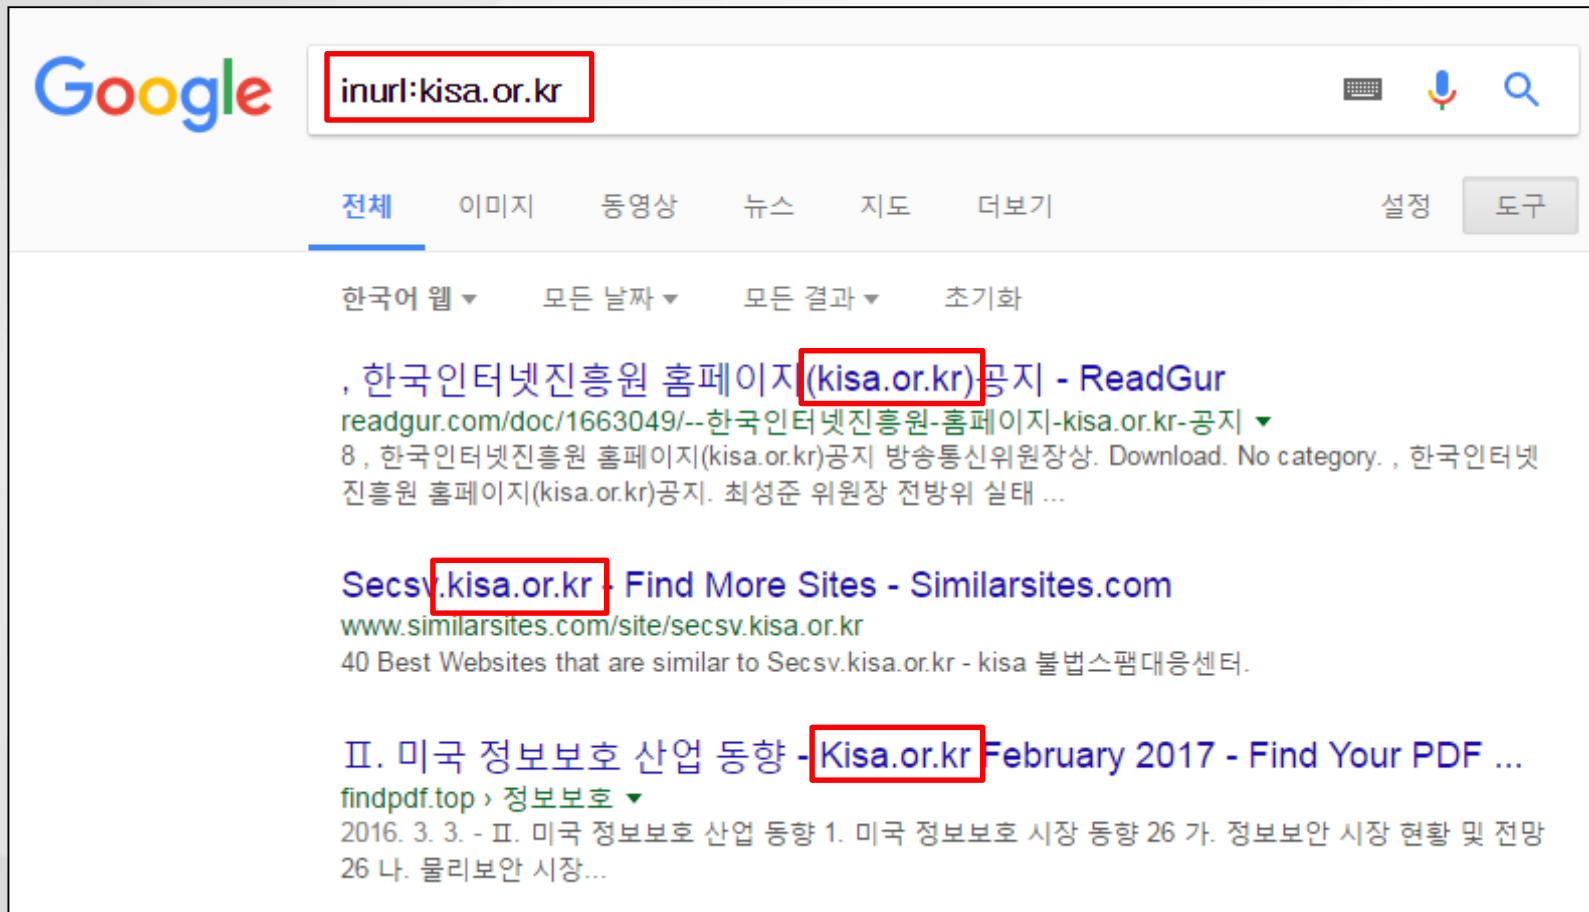 Google
inurl:kisa.or.kr
전체 이미지 동영상 뉴스 지도 더보기 설정 도구
한국어 웹 모든 날짜 모든 결과 초기화
, 한국인터넷진흥원 홈페이지(kisa.or.kr)공지 - ReadGur
readgur.com/doc/1663049/--한국인터넷진흥원-홈페이지-kisa.or.kr-공지
8 , 한국인터넷진흥원 홈페이지(kisa.or.kr)공지 방송통신위원장상. Download. No category. , 한국인터넷
진흥원 홈페이지(kisa.or.kr)공지. 최성준 위원장 전방위 실태 ...
Secsv.kisa.or.kr - Find More Sites - Similarsites.com
www.similarsites.com/site/secsv.kisa.or.kr
40 Best Websites that are similar to Secsv.kisa.or.kr - kisa 불법스팸대응센터.
II. 미국 정보보호 산업 동향 - Kisa.or.kr February 2017 - Find Your PDF ...
findpdf.top › 정보보호
2016. 3. 3. - II. 미국 정보보호 산업 동향 1. 미국 정보보호 시장 동향 26 가. 정보보안 시장 현황 및 전망
26 나. 물리보안 시장...